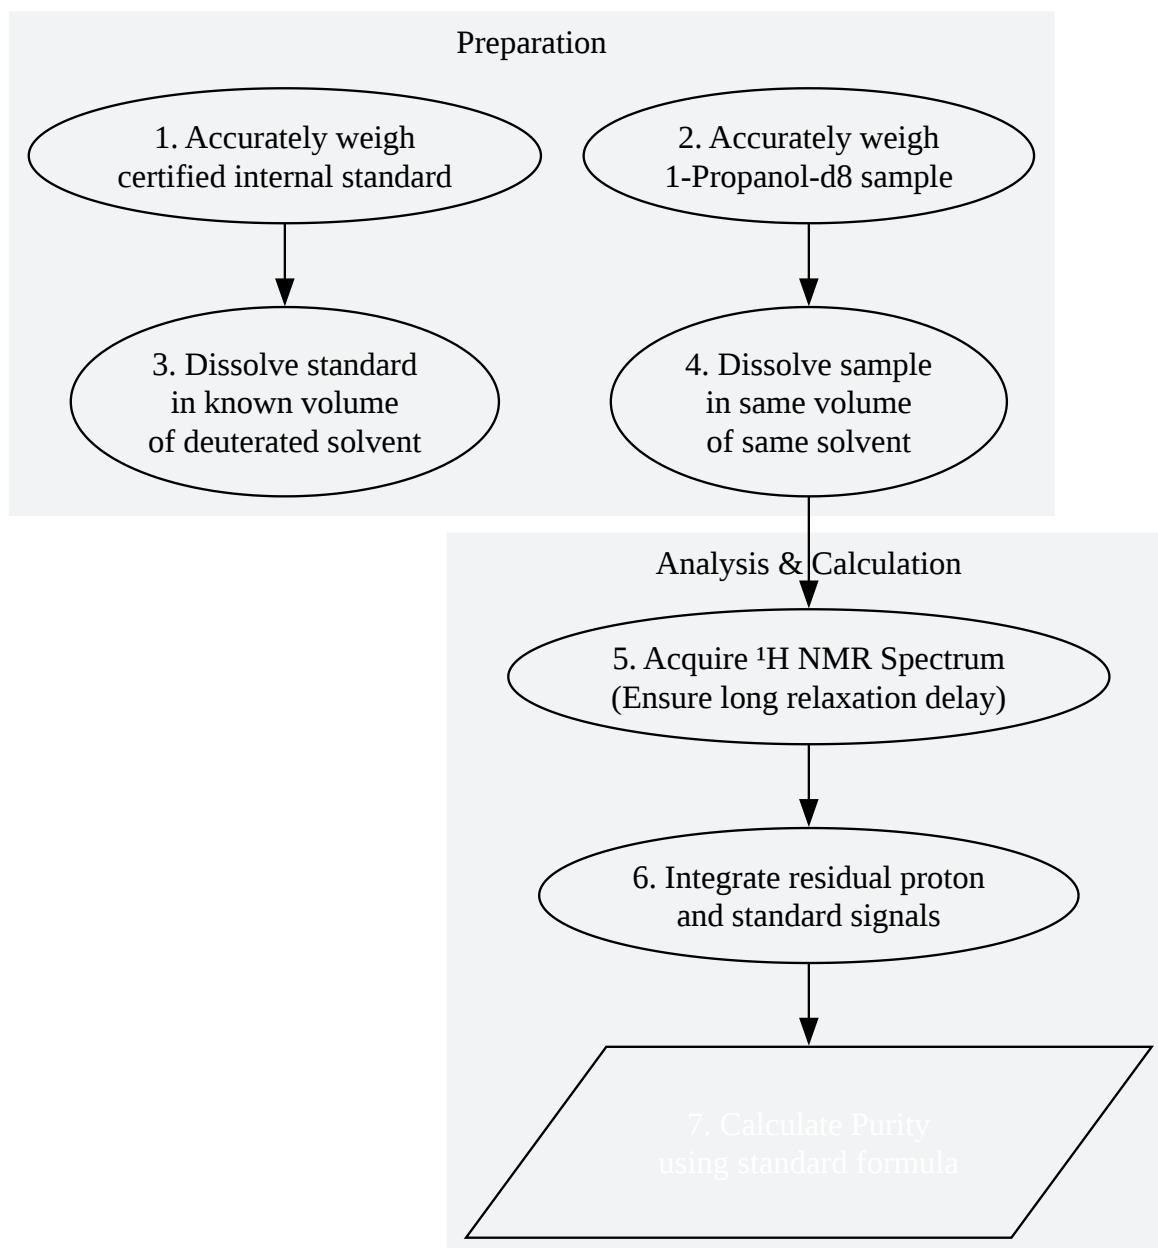 Preparation
1. Accurately weigh
certified internal standard
2. Accurately weigh
1-Propanol-d8 sample
3. Dissolve standard
in known volume
of deuterated solvent
4. Dissolve sample
in same volume
of same solvent
Analysis & Calculation
5. Acquire ¹H NMR Spectrum
(Ensure long relaxation delay)
6. Integrate residual proton
and standard signals
7. Calculate Purity
using standard formula